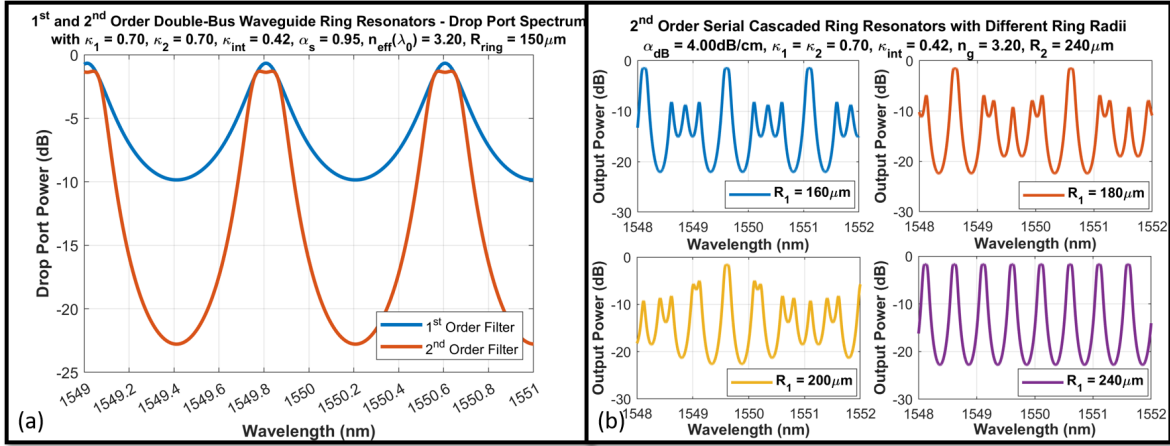 1st and 2nd Order Double-Bus Waveguide Ring Resonators - Drop Port Spectrum
with κ1 = 0.70, κ2 = 0.70, κint = 0.42, αs = 0.95, neff(λ0) = 3.20, Rring = 150μm
Drop Port Power (dB)
0
-5
-10
-15
-20
-25
1st Order Filter
2nd Order Filter
1549
1549.2
1549.4
1549.6
1549.8
1550
1550.2
1550.4
1550.6
1550.8
1551
Wavelength (nm)
(a)
2nd Order Serial Cascaded Ring Resonators with Different Ring Radii
αdB = 4.00dB/cm, κ1 = κ2 = 0.70, κint = 0.42, ng = 3.20, R2 = 240μm
Output Power (dB)
0
-10
-20
-30
R1 = 160μm
1548
1549
1550
1551
1552
Wavelength (nm)
Output Power (dB)
0
-10
-20
-30
R1 = 180μm
1548
1549
1550
1551
1552
Wavelength (nm)
Output Power (dB)
0
-10
-20
-30
R1 = 200μm
1548
1549
1550
1551
1552
Wavelength (nm)
Output Power (dB)
0
-10
-20
-30
R1 = 240μm
1548
1549
1550
1551
1552
Wavelength (nm)
(b)